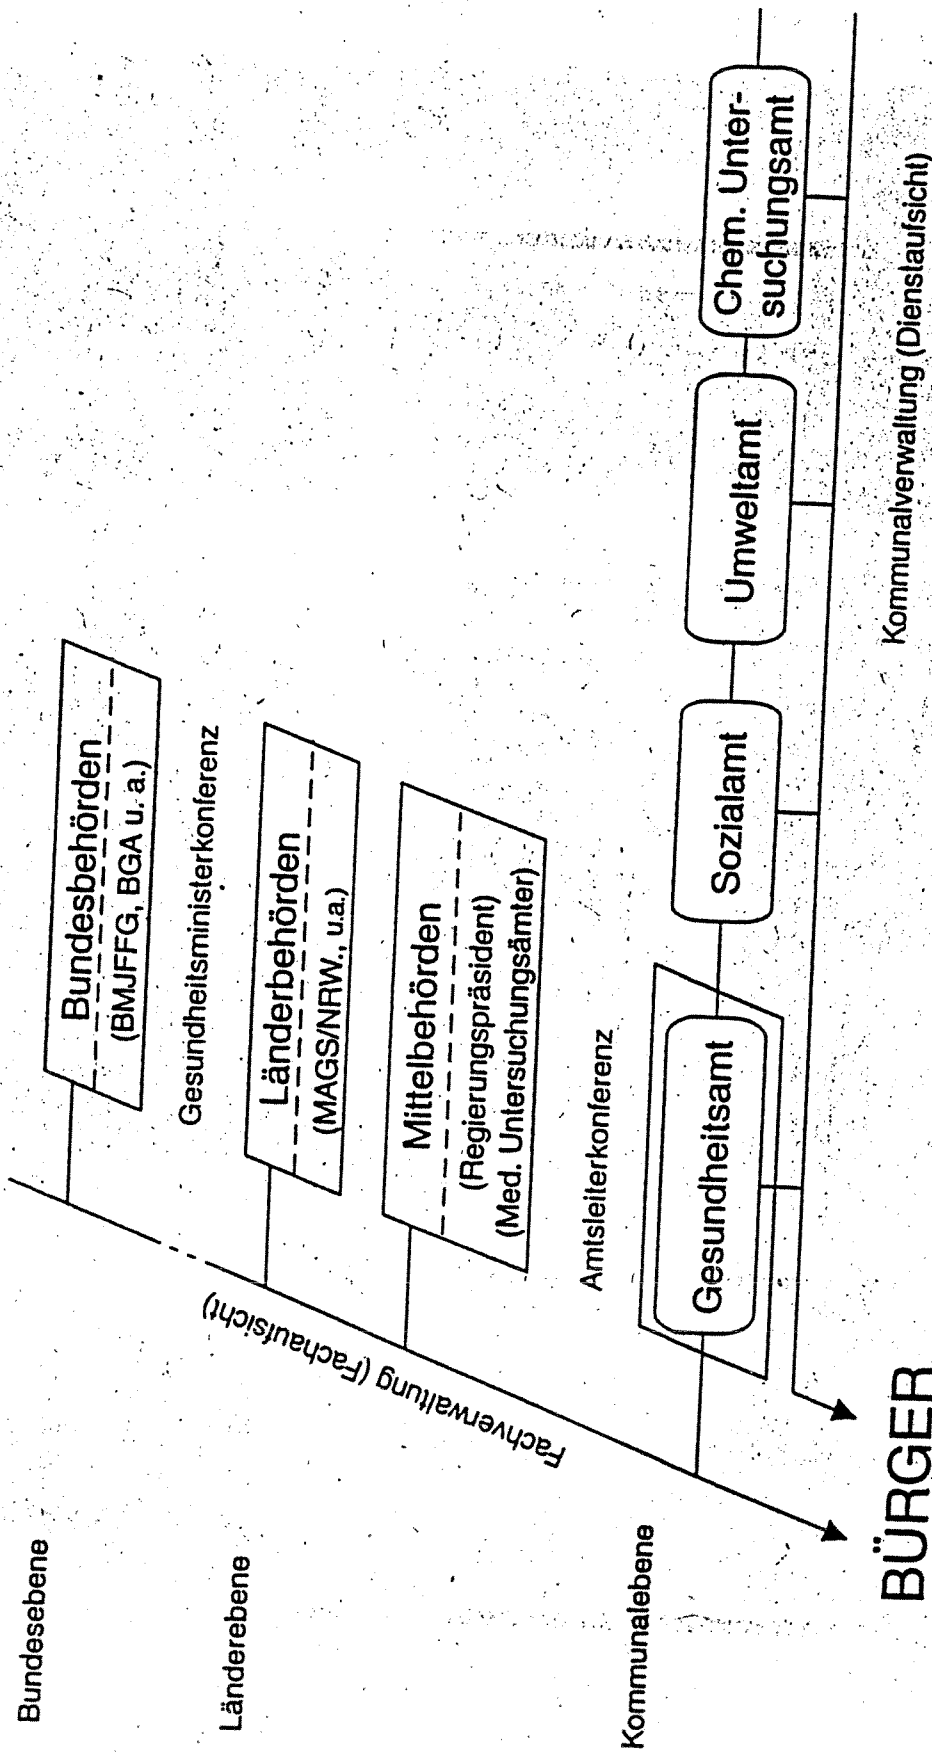 Bundesebene
Bundesbehörden
(BMJFFG, BGA u. a.)
Gesundheitsministerkonferenz
Länderebene
Länderbehörden
(MAGS/NRW., u.a.)
Mittelbehörden
(Regierungspräsident)
(Med. Untersuchungsämter)
Fachverwaltung (Fachaufsicht)
Amtsleiterkonferenz
Kommunalebene
Gesundheitsamt
Sozialamt
Umweltamt
Chem. Unter-
suchungsamt
Kommunalverwaltung (Dienstaufsicht)
BÜRGER